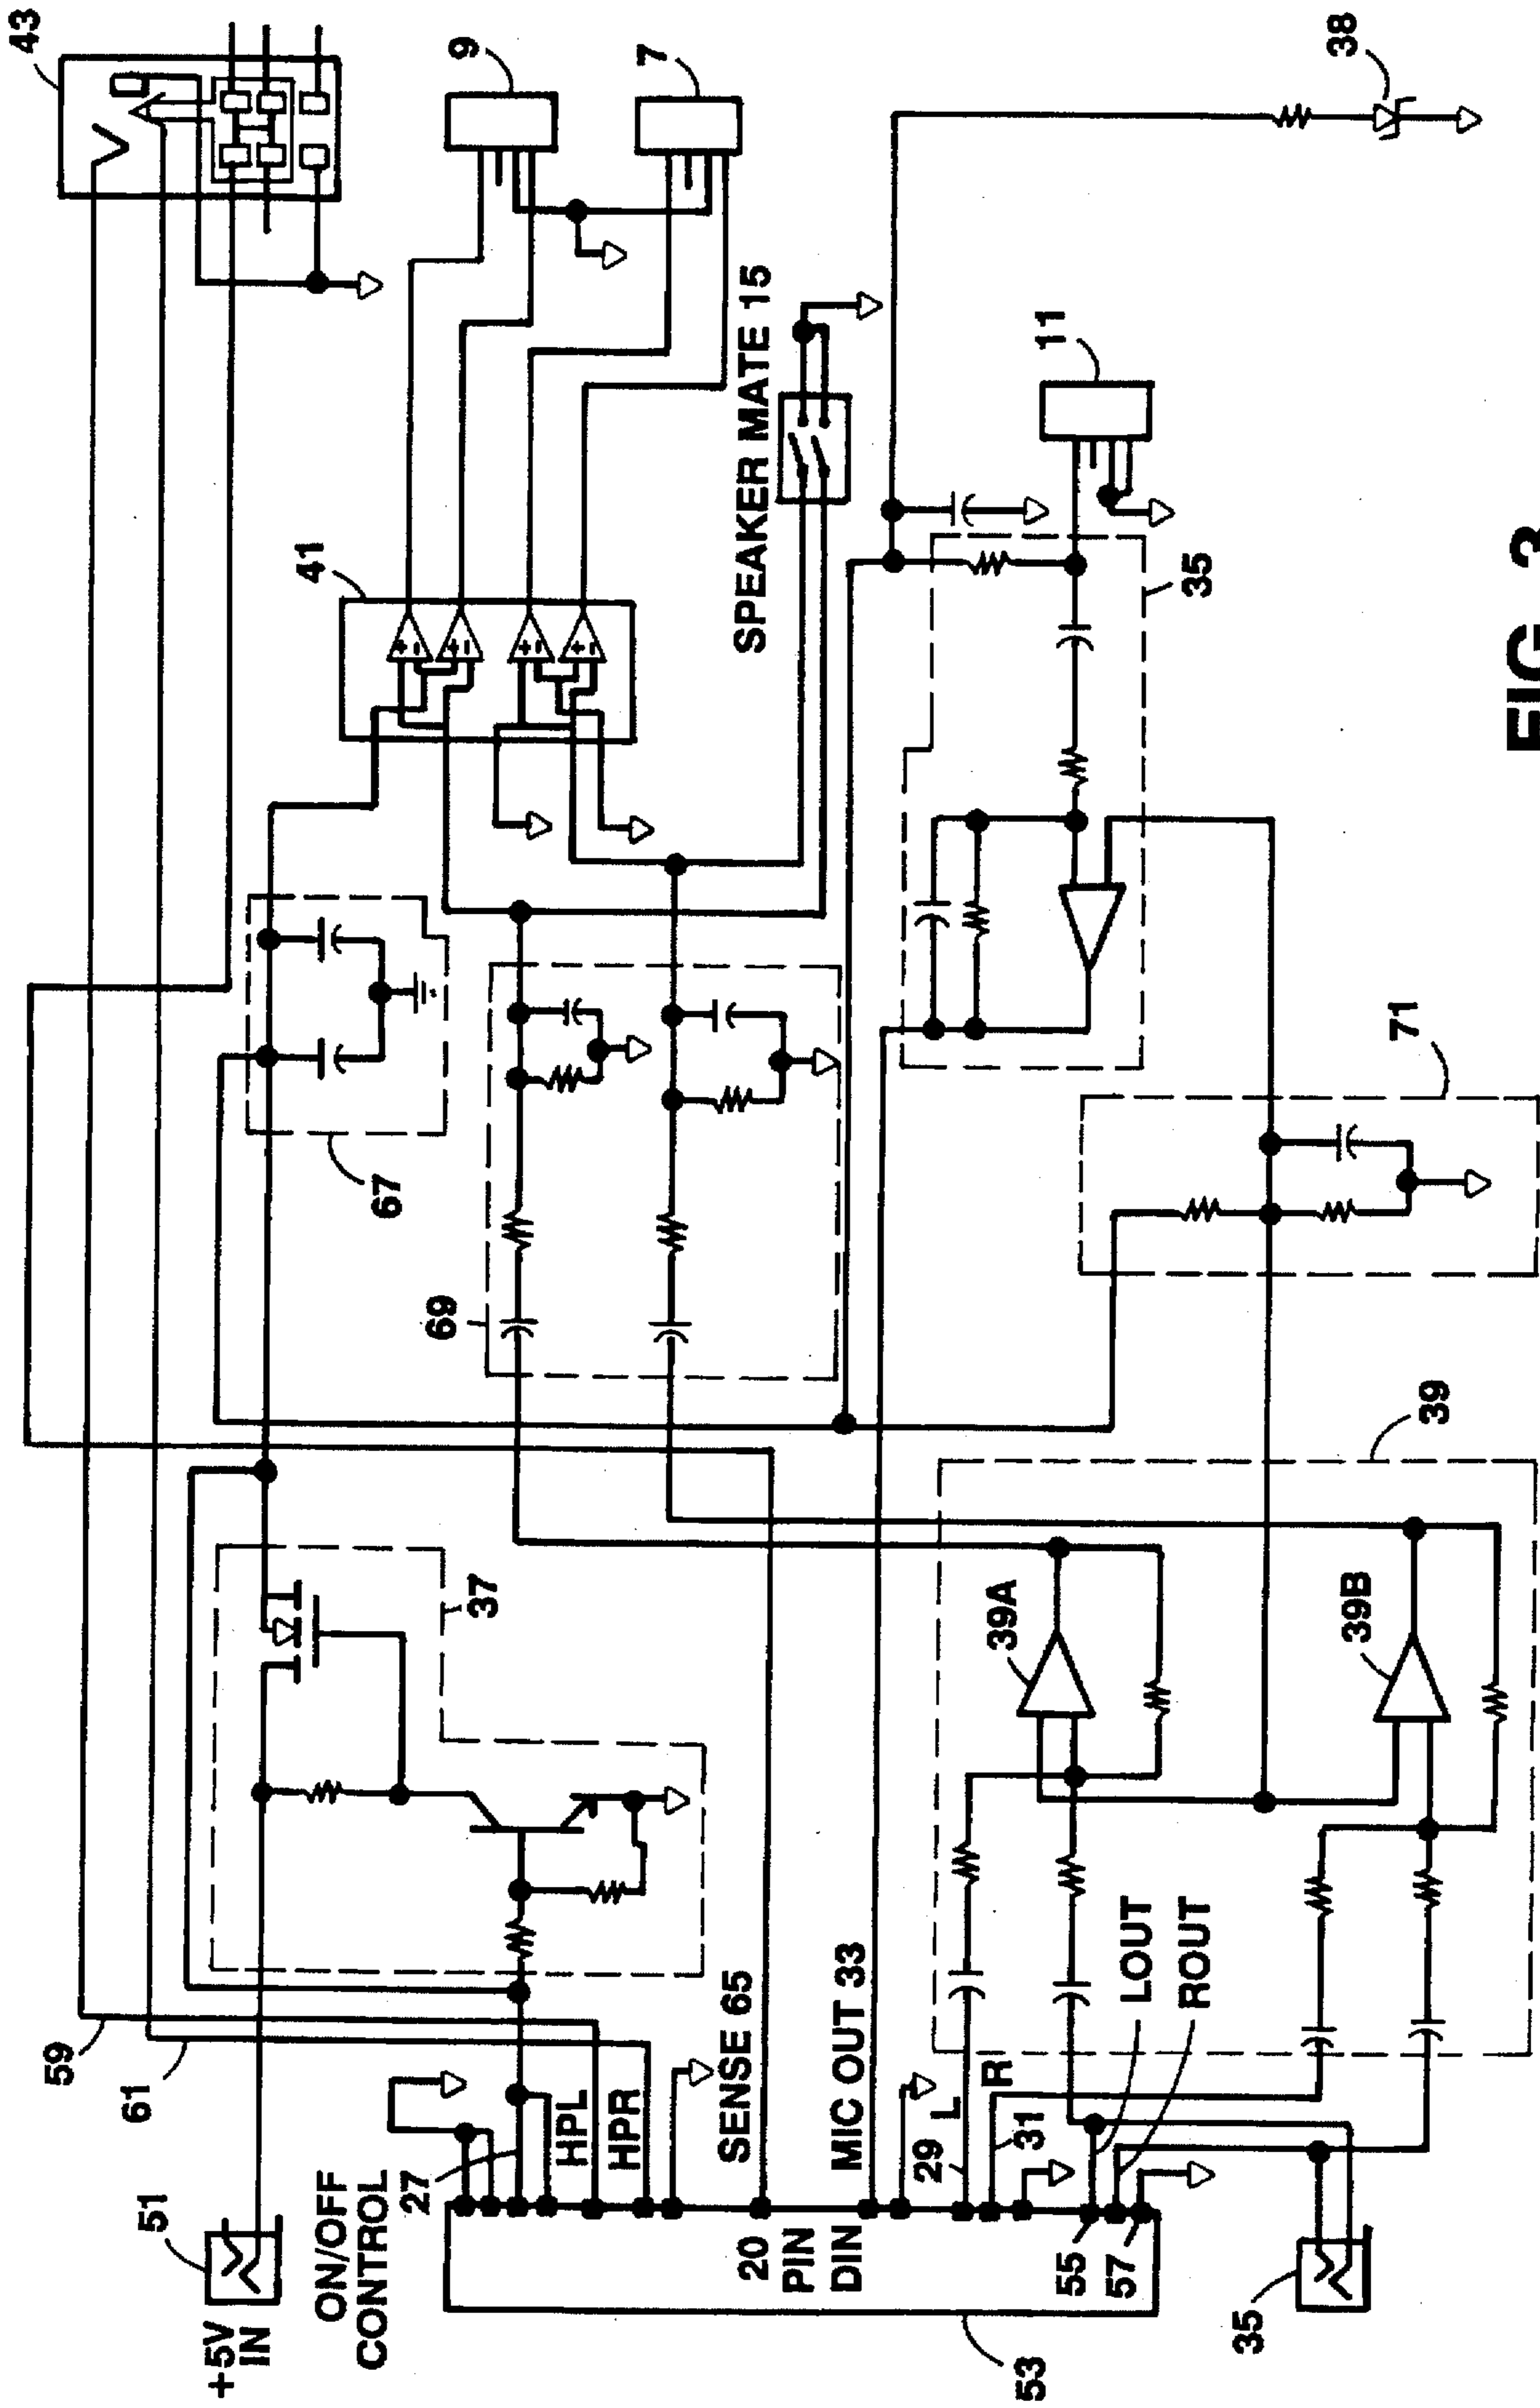 43
9
7
38
41
SPEAKER MATE 15
11
35
67
69
71
37
39
39A
39B
59
61
51
+5V
IN
ON/OFF
CONTROL
27
HPL
HPR
SENSE 65
20
PIN
DIN
MIC OUT 33
29
L
R
31
LOUT
ROUT
55
57
53
35
FIG. 3